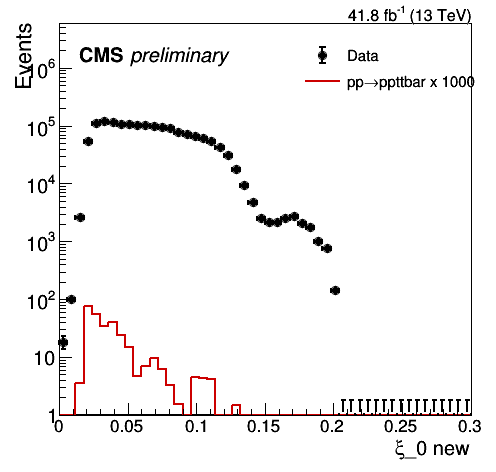 41.8 fb⁻¹ (13 TeV)
Events
CMS preliminary
Data
pp→ppttbar x 1000
10⁶
10⁵
10⁴
10³
10²
10
1
0 0.05 0.1 0.15 0.2 0.25 0.3
ξ_0 new